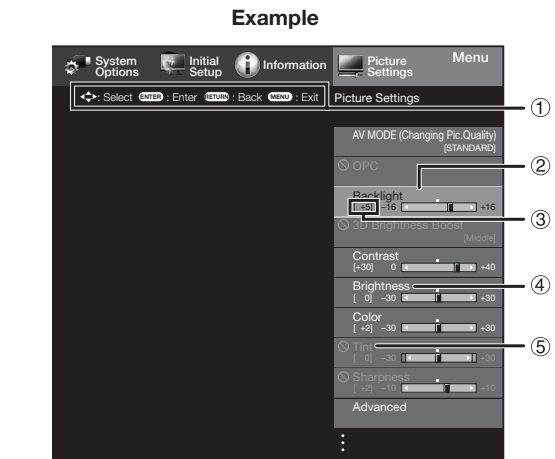 Example
System Options
Initial Setup
Information
Picture Settings
Menu
: Select ENTER : Enter RETURN : Back MENU : Exit
Picture Settings
①
AV MODE (Changing Pic.Quality)
[STANDARD]
OPC
②
Backlight
[ +5] −16 +16
③
3D Brightness Boost
[Middle]
Contrast
[+30] 0 +40
Brightness
④
[ 0] −30 +30
Color
[ +2] −30 +30
Tint
⑤
[ 0] −30 +30
Sharpness
[ +2] −10 +10
Advanced